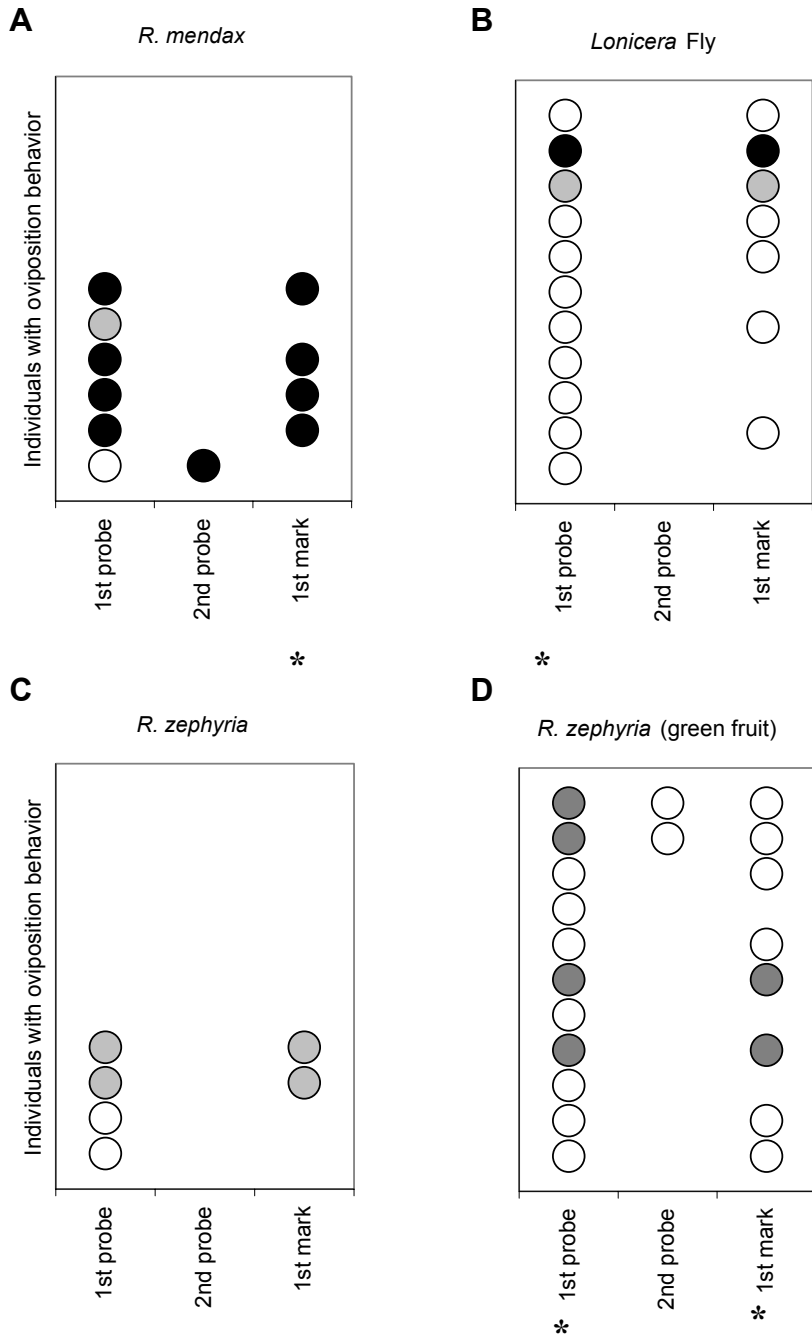 A
R. mendax
Individuals with oviposition behavior
1st probe
2nd probe
1st mark
*
B
Lonicera Fly
1st probe
2nd probe
1st mark
*
C
R. zephyria
Individuals with oviposition behavior
1st probe
2nd probe
1st mark
D
R. zephyria (green fruit)
1st probe
2nd probe
1st mark
*
*